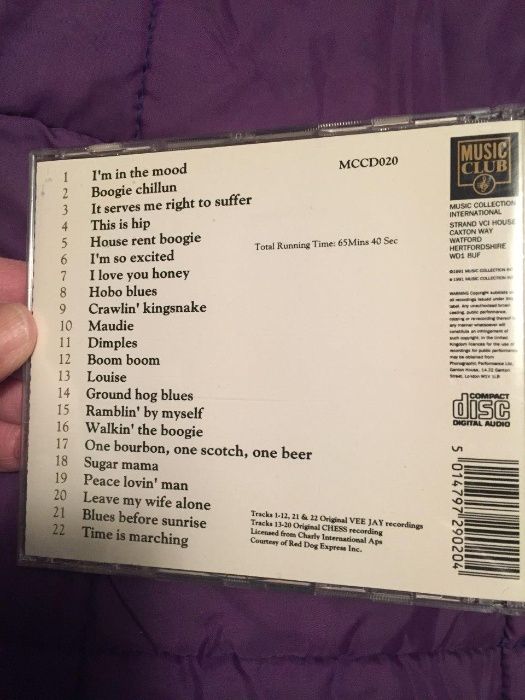 1 I'm in the mood
2 Boogie chillun
3 It serves me right to suffer
4 This is hip
5 House rent boogie
6 I'm so excited
7 I love you honey
8 Hobo blues
9 Crawlin' kingsnake
10 Maudie
11 Dimples
12 Boom boom
13 Louise
14 Ground hog blues
15 Ramblin' by myself
16 Walkin' the boogie
17 One bourbon, one scotch, one beer
18 Sugar mama
19 Peace lovin' man
20 Leave my wife alone
21 Blues before sunrise
22 Time is marching
MCCD020
Total Running Time: 65Mins 40 Sec
Tracks 1-12, 21 & 22 Original VEE JAY recordings
Tracks 13-20 Original CHESS recording
Licensed from Charly International Aps
Courtesy of Red Dog Express Inc.
MUSIC
CLUB
MUSIC COLLECTION
INTERNATIONAL
STRAND VCI HOUSE
CAXTON WAY
WATFORD
HERTFORDSHIRE
WD1 8UF
COMPACT
disc
DIGITAL AUDIO
5 014797 290204